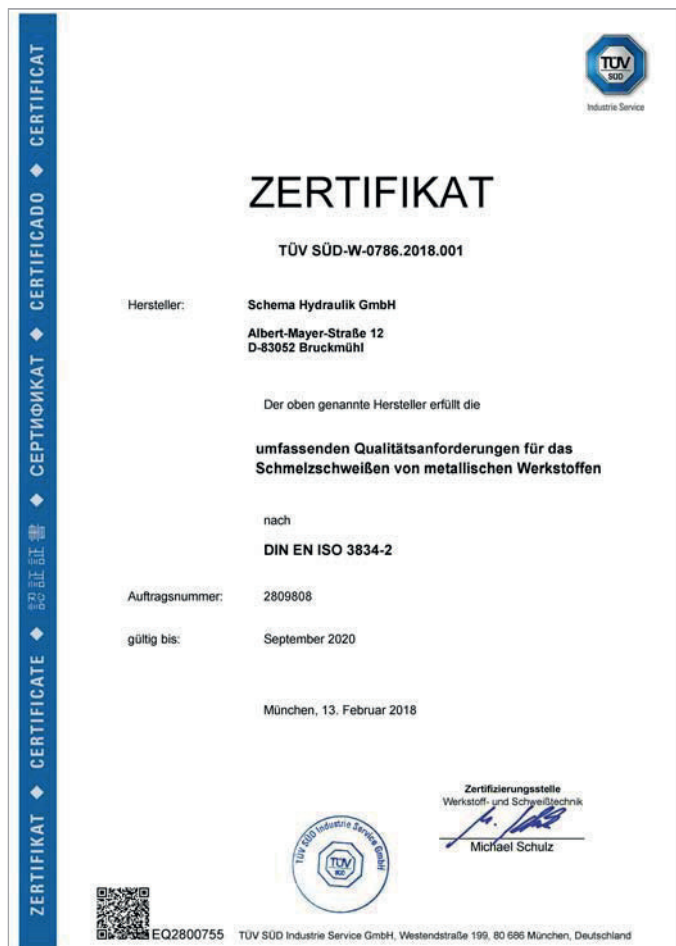 ZERTIFIKAT ◆ CERTIFICATE ◆ 認証証書 ◆ СЕРТИФИКАТ ◆ CERTIFICADO ◆ CERTIFICAT
TÜV
SÜD
Industrie Service
ZERTIFIKAT
TÜV SÜD-W-0786.2018.001
Hersteller: Schema Hydraulik GmbH
Albert-Mayer-Straße 12
D-83052 Bruckmühl
Der oben genannte Hersteller erfüllt die
umfassenden Qualitätsanforderungen für das
Schmelzschweißen von metallischen Werkstoffen
nach
DIN EN ISO 3834-2
Auftragsnummer: 2809808
gültig bis: September 2020
München, 13. Februar 2018
Zertifizierungsstelle
Werkstoff- und Schweißtechnik
Michael Schulz
TÜV SÜD Industrie Service GmbH
TÜV
SÜD
EQ2800755 TÜV SÜD Industrie Service GmbH, Westendstraße 199, 80 686 München, Deutschland